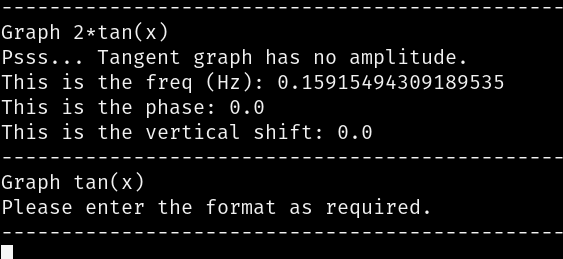 -----------------------------------------------
Graph 2*tan(x)
Psss... Tangent graph has no amplitude.
This is the freq (Hz): 0.15915494309189535
This is the phase: 0.0
This is the vertical shift: 0.0
-----------------------------------------------
Graph tan(x)
Please enter the format as required.
-----------------------------------------------